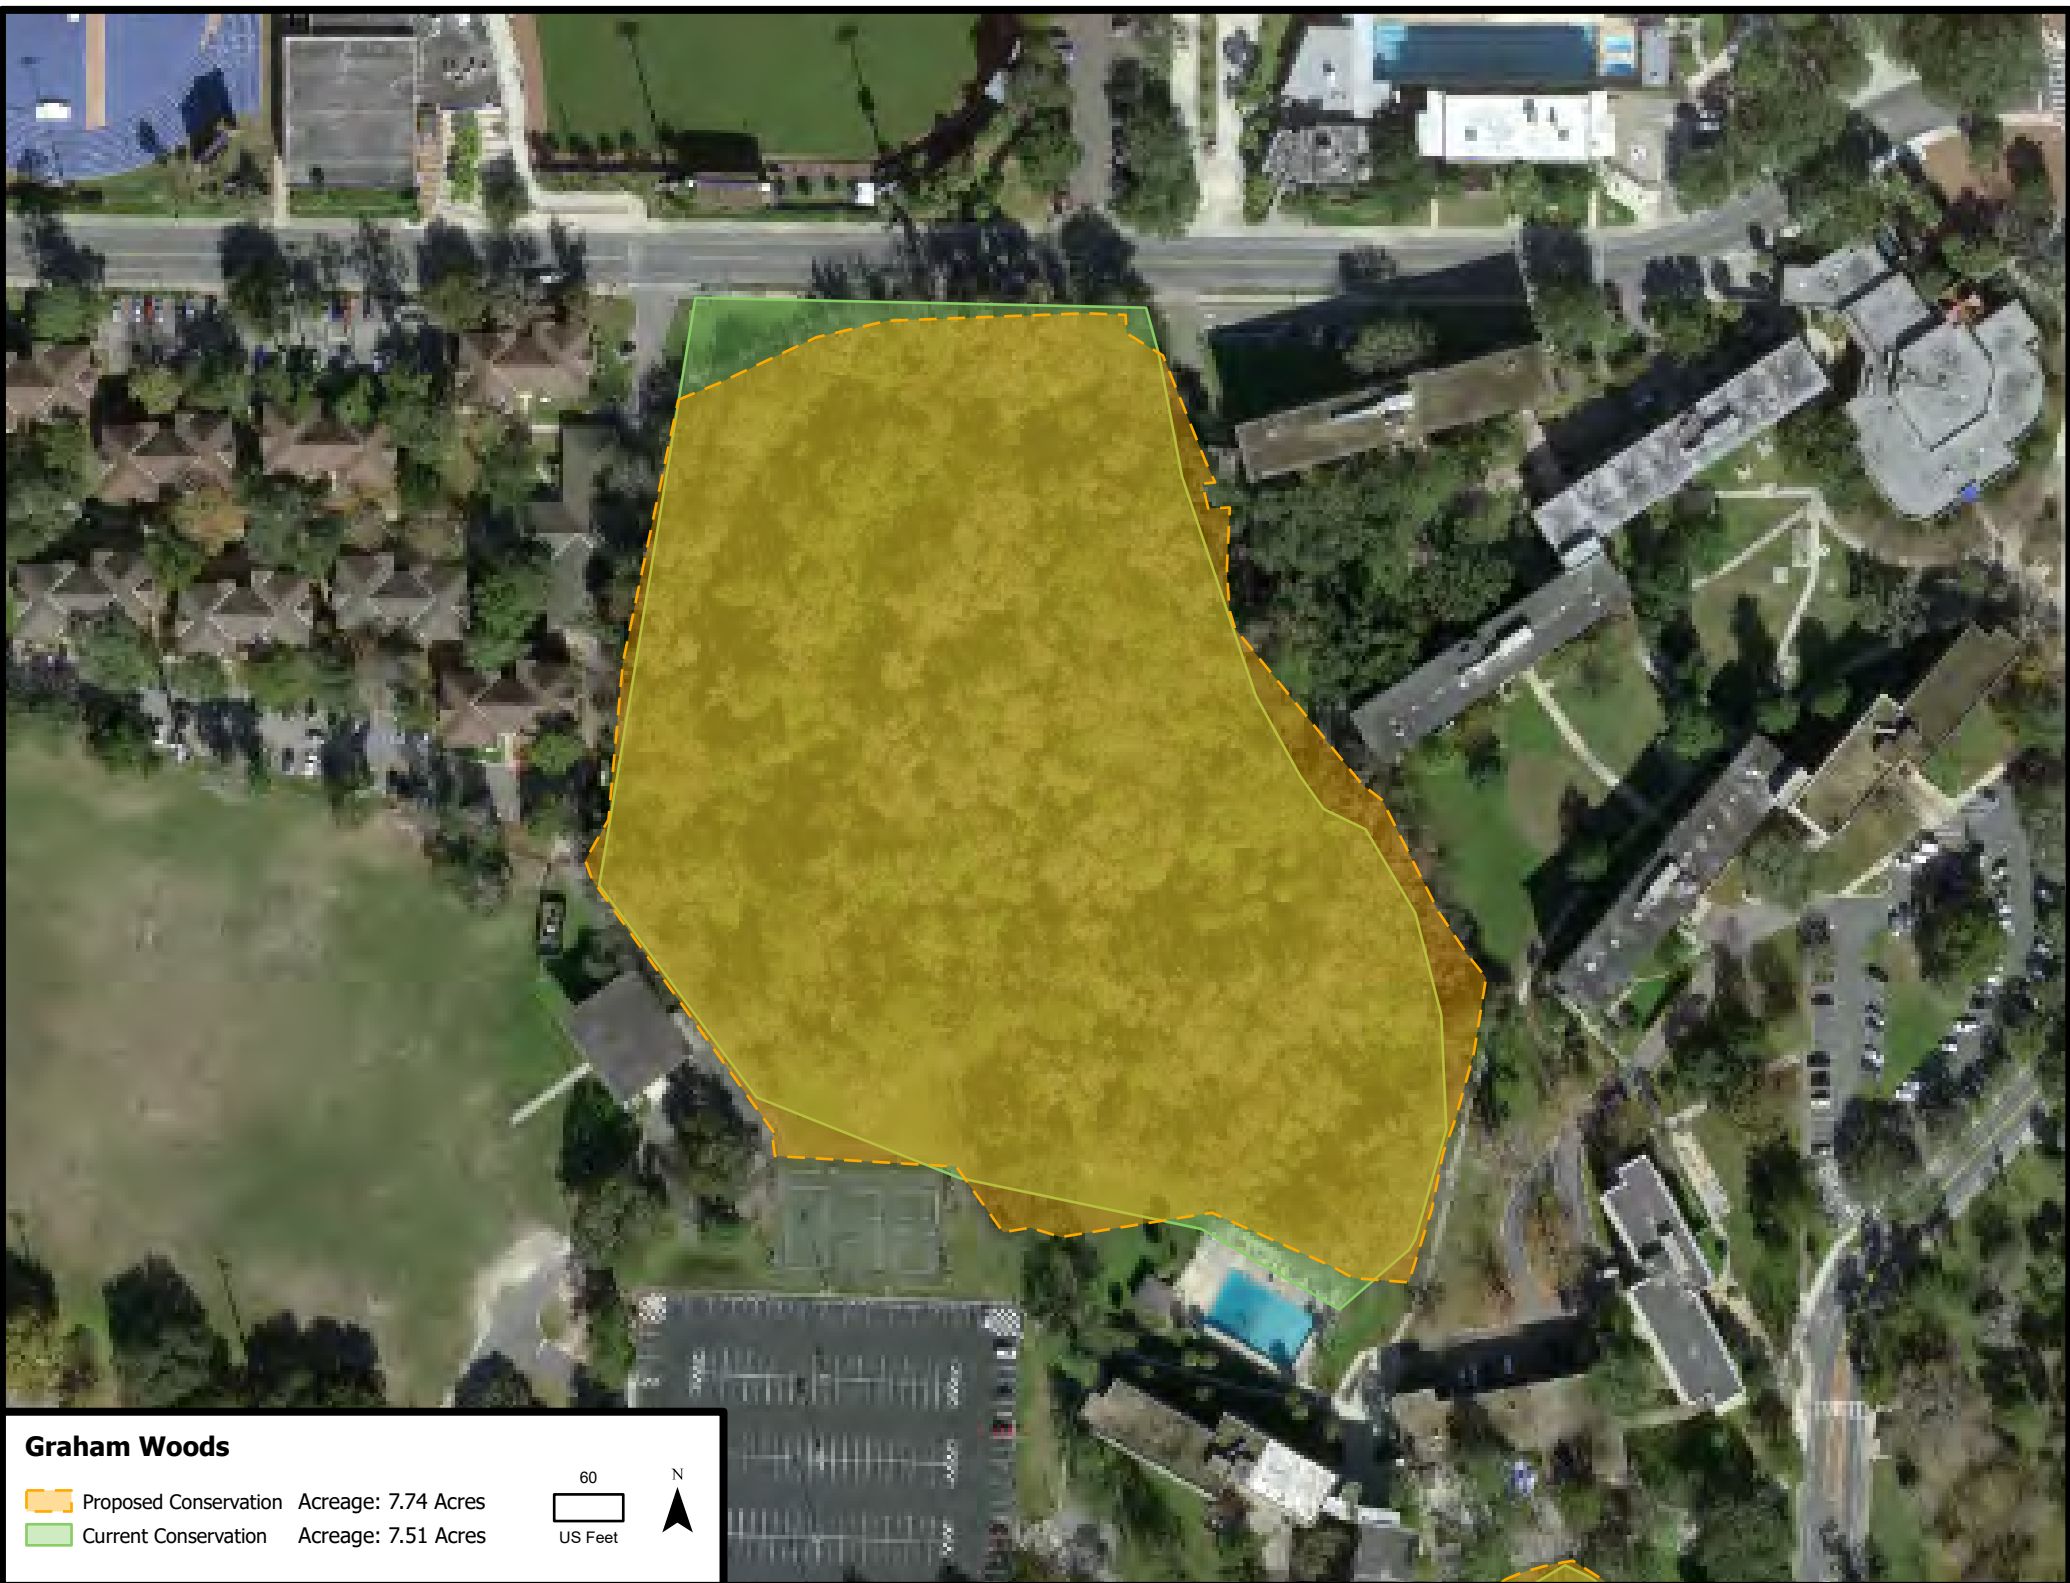 Graham Woods
Proposed Conservation Acreage: 7.74 Acres
Current Conservation Acreage: 7.51 Acres
60
US Feet
N